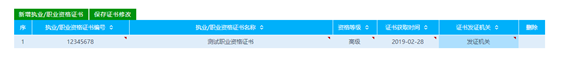 新增执业/职业资格证书 保存证书修改
序 执业/职业资格证书编号 执业/职业资格证书名称 资格等级 证书获取时间 证书发证机关 删除
1 12345678 测试职业资格证书 高级 2019-02-28 发证机关